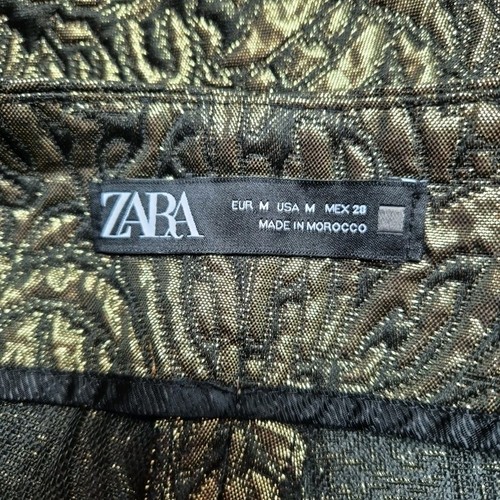 ZARA
EUR M USA M MEX 28
MADE IN MOROCCO